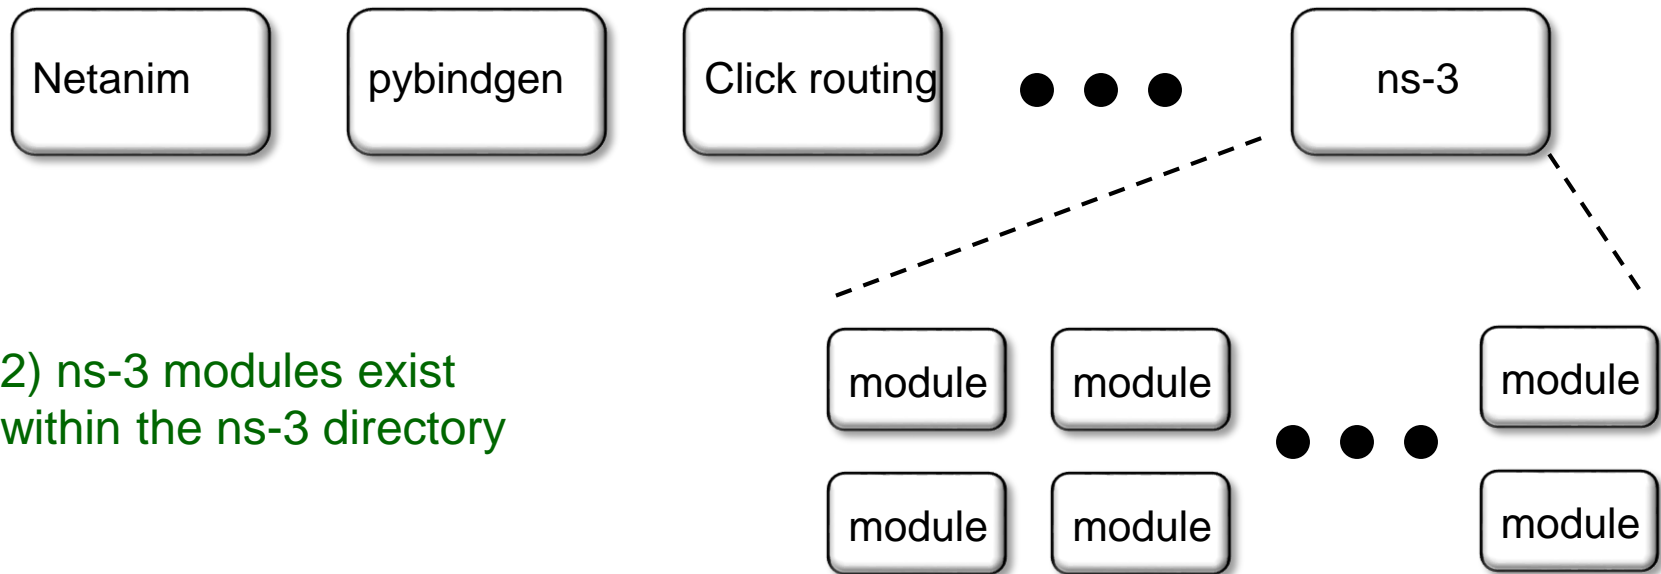 Netanim
pybindgen
Click routing
ns-3
2) ns-3 modules exist
within the ns-3 directory
module
module
module
module
module
module